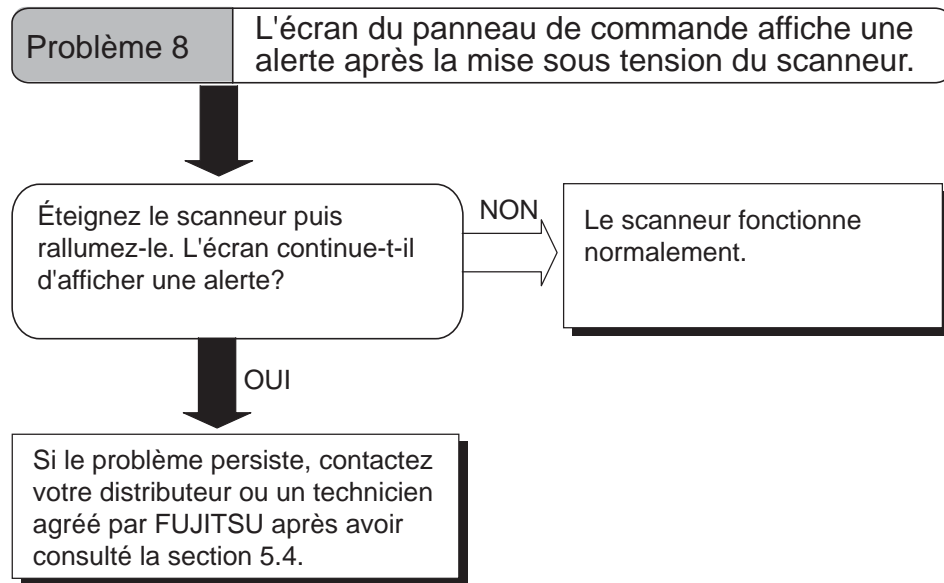 Problème 8
L'écran du panneau de commande affiche une
alerte après la mise sous tension du scanneur.
Éteignez le scanneur puis
rallumez-le. L'écran continue-t-il
d'afficher une alerte?
NON
Le scanneur fonctionne
normalement.
OUI
Si le problème persiste, contactez
votre distributeur ou un technicien
agréé par FUJITSU après avoir
consulté la section 5.4.